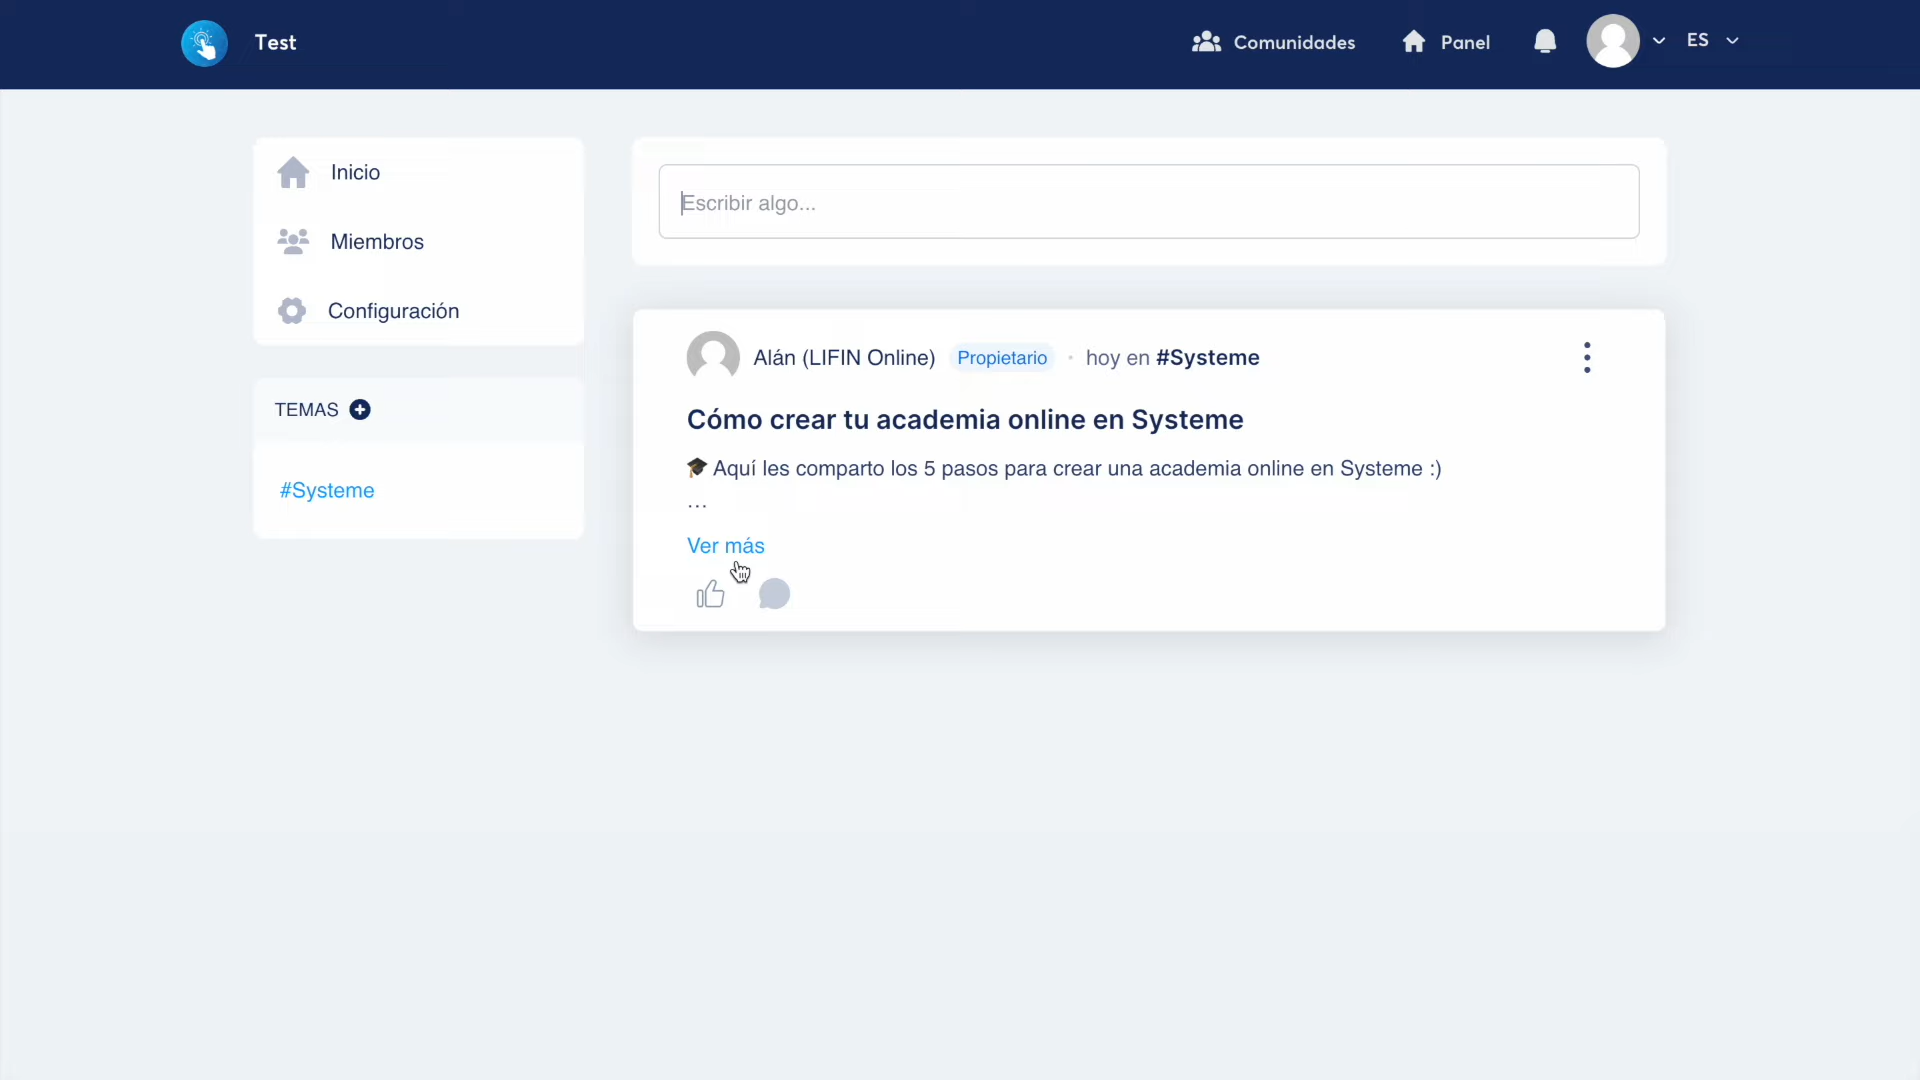 Test
Comunidades
Panel
ES
Inicio
Miembros
Configuración
TEMAS
#Systeme
Escribir algo...
Alán (LIFIN Online) Propietario · hoy en #Systeme
Cómo crear tu academia online en Systeme
🎓 Aquí les comparto los 5 pasos para crear una academia online en Systeme :)
...
Ver más